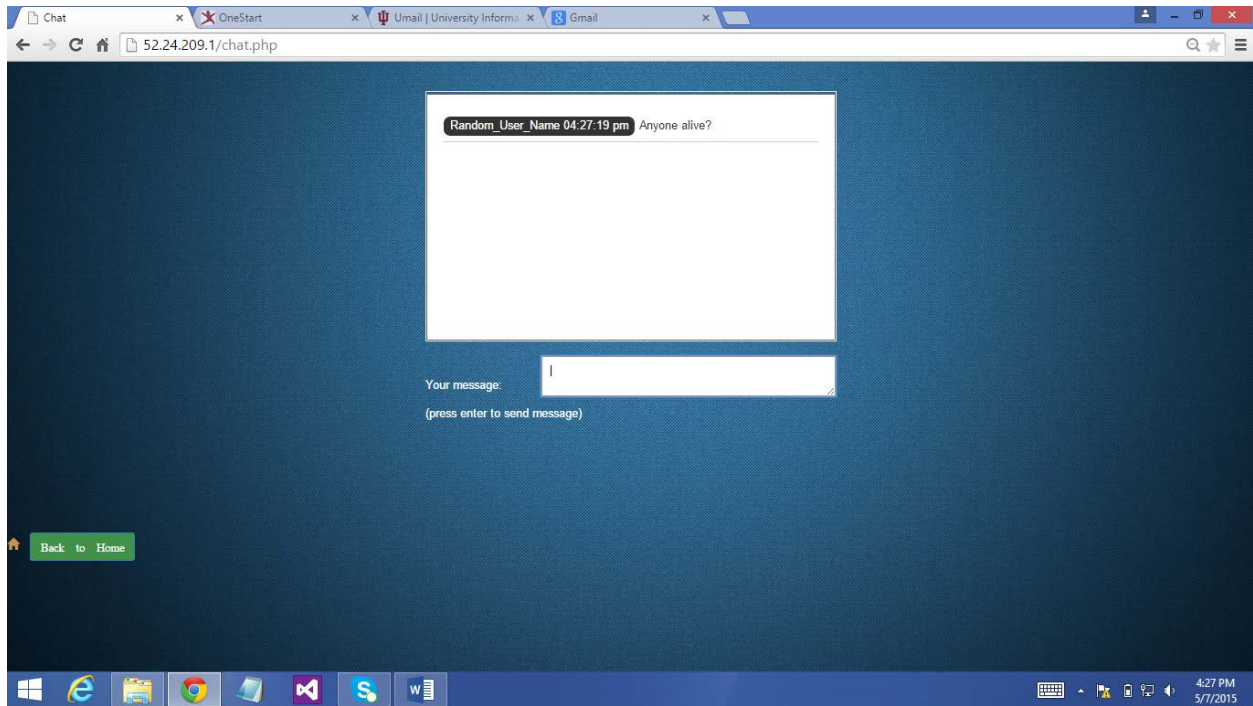 Chat OneStart Umail | University Informa Gmail
52.24.209.1/chat.php
Random_User_Name 04:27:19 pm Anyone alive?
Your message:
(press enter to send message)
Back to Home
4:27 PM
5/7/2015